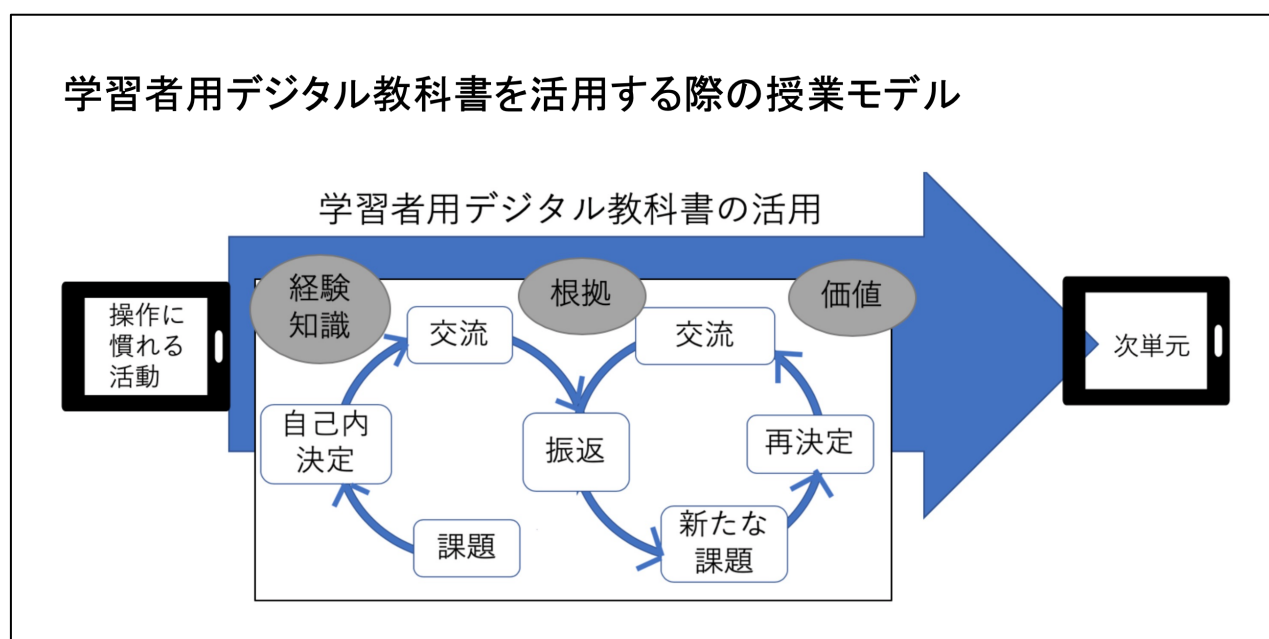 学習者用デジタル教科書を活用する際の授業モデル
学習者用デジタル教科書の活用
操作に
慣れる
活動
経験
知識
根拠
価値
交流
交流
自己内
決定
振返
再決定
課題
新たな
課題
次単元